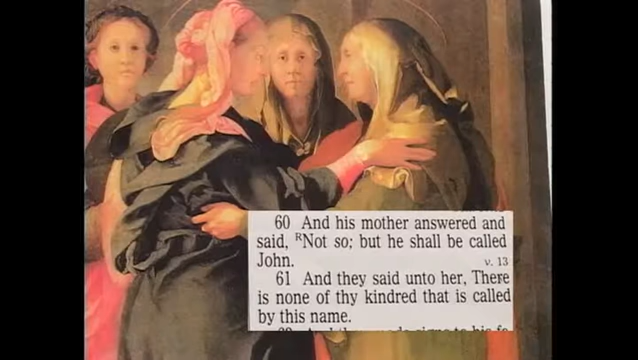 60 And his mother answered and
said, ᴿNot so; but he shall be called
John. v. 13
61 And they said unto her, There
is none of thy kindred that is called
by this name.